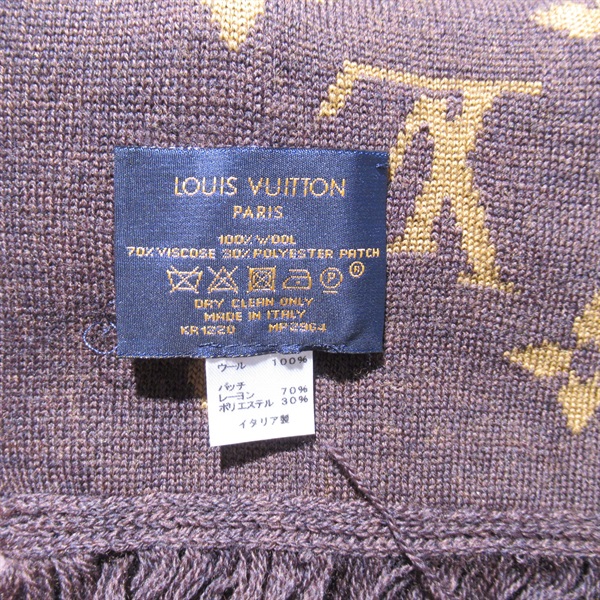 LOUIS VUITTON
PARIS
100% WOOL
70% VISCOSE 30% POLYESTER PATCH
P ®
DRY CLEAN ONLY
MADE IN ITALY
KR1220 MP2964
ウール 100%
パッチ
レーヨン 70%
ポリエステル 30%
イタリア製